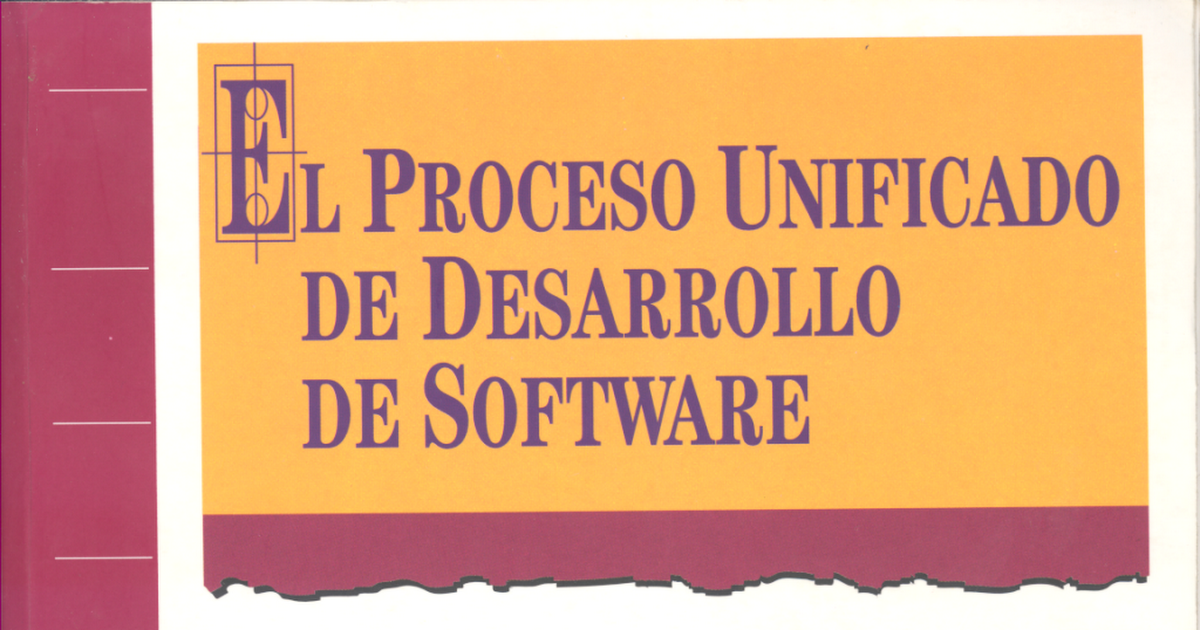 El Proceso Unificado
de Desarrollo
de Software